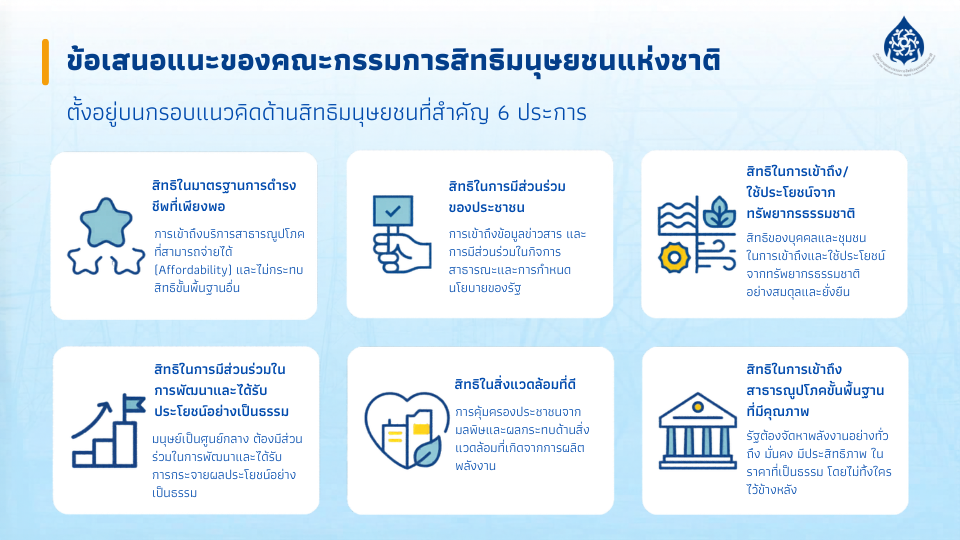 ข้อเสนอแนะของคณะกรรมการสิทธิมนุษยชนแห่งชาติ
ตั้งอยู่บนกรอบแนวคิดด้านสิทธิมนุษยชนที่สำคัญ 6 ประการ
สิทธิในมาตรฐานการดำรง
ชีพที่เพียงพอ
การเข้าถึงบริการสาธารณูปโภค
ที่สามารถจ่ายได้
(Affordability) และไม่กระทบ
สิทธิขั้นพื้นฐานอื่น
สิทธิในการมีส่วนร่วม
ของประชาชน
การเข้าถึงข้อมูลข่าวสาร และ
การมีส่วนร่วมในกิจการ
สาธารณะและการกำหนด
นโยบายของรัฐ
สิทธิในการเข้าถึง/
ใช้ประโยชน์จาก
ทรัพยากรธรรมชาติ
สิทธิของบุคคลและชุมชน
ในการเข้าถึงและใช้ประโยชน์
จากทรัพยากรธรรมชาติ
อย่างสมดุลและยั่งยืน
สิทธิในการมีส่วนร่วมใน
การพัฒนาและได้รับ
ประโยชน์อย่างเป็นธรรม
มนุษย์เป็นศูนย์กลาง ต้องมีส่วน
ร่วมในการพัฒนาและได้รับ
การกระจายผลประโยชน์อย่าง
เป็นธรรม
สิทธิในสิ่งแวดล้อมที่ดี
การคุ้มครองประชาชนจาก
มลพิษและผลกระทบด้านสิ่ง
แวดล้อมที่เกิดจากการผลิต
พลังงาน
สิทธิในการเข้าถึง
สาธารณูปโภคขั้นพื้นฐาน
ที่มีคุณภาพ
รัฐต้องจัดหาพลังงานอย่างทั่ว
ถึง มั่นคง มีประสิทธิภาพ ใน
ราคาที่เป็นธรรม โดยไม่ทิ้งใคร
ไว้ข้างหลัง